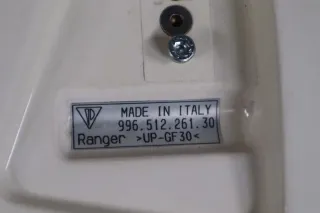 MADE IN ITALY
996.512.261.30
Ranger >UP-GF30<